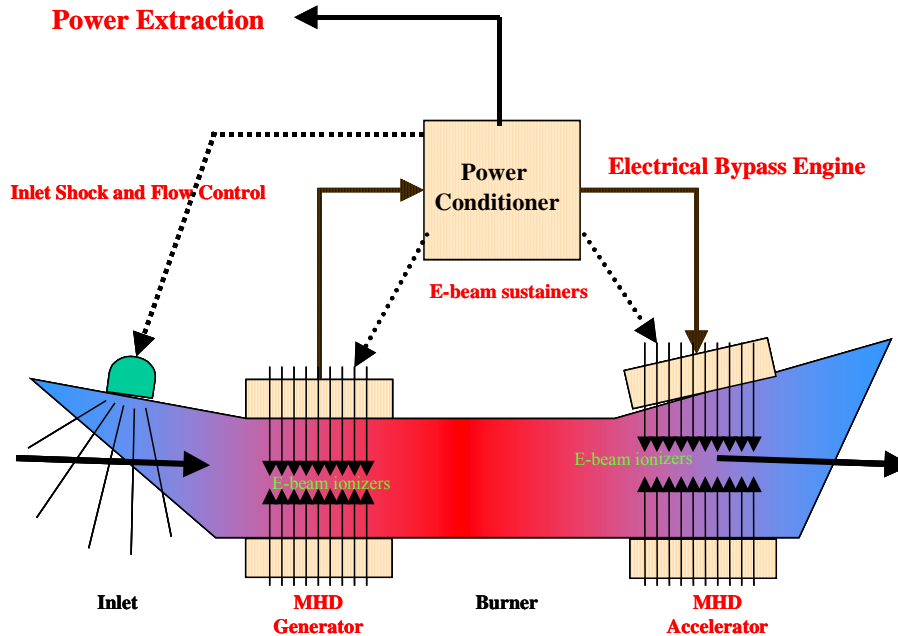 Power Extraction
Power
Conditioner
Electrical Bypass Engine
Inlet Shock and Flow Control
E-beam sustainers
E-beam ionizers
E-beam ionizers
Inlet
MHD
Generator
Burner
MHD
Accelerator